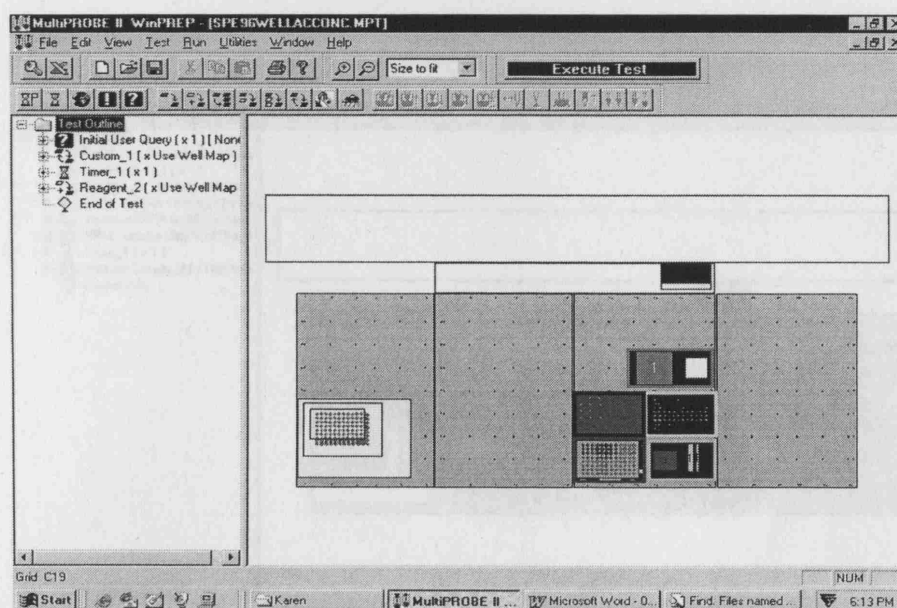 MultiPROBE II WinPREP - [SPE96WELLACCONC.MPT]
File Edit View Test Run Utilities Window Help
Size to fit
Execute Test
Test Outline
Initial User Query ( x 1 ) [ None
Custom_1 ( x Use Well Map )
Timer_1 ( x 1 )
Reagent_2 ( x Use Well Map
End of Test
Grid C19
NUM
Start
Karen
MultiPROBE II ...
Microsoft Word - 0...
Find. Files named ...
6:13 PM